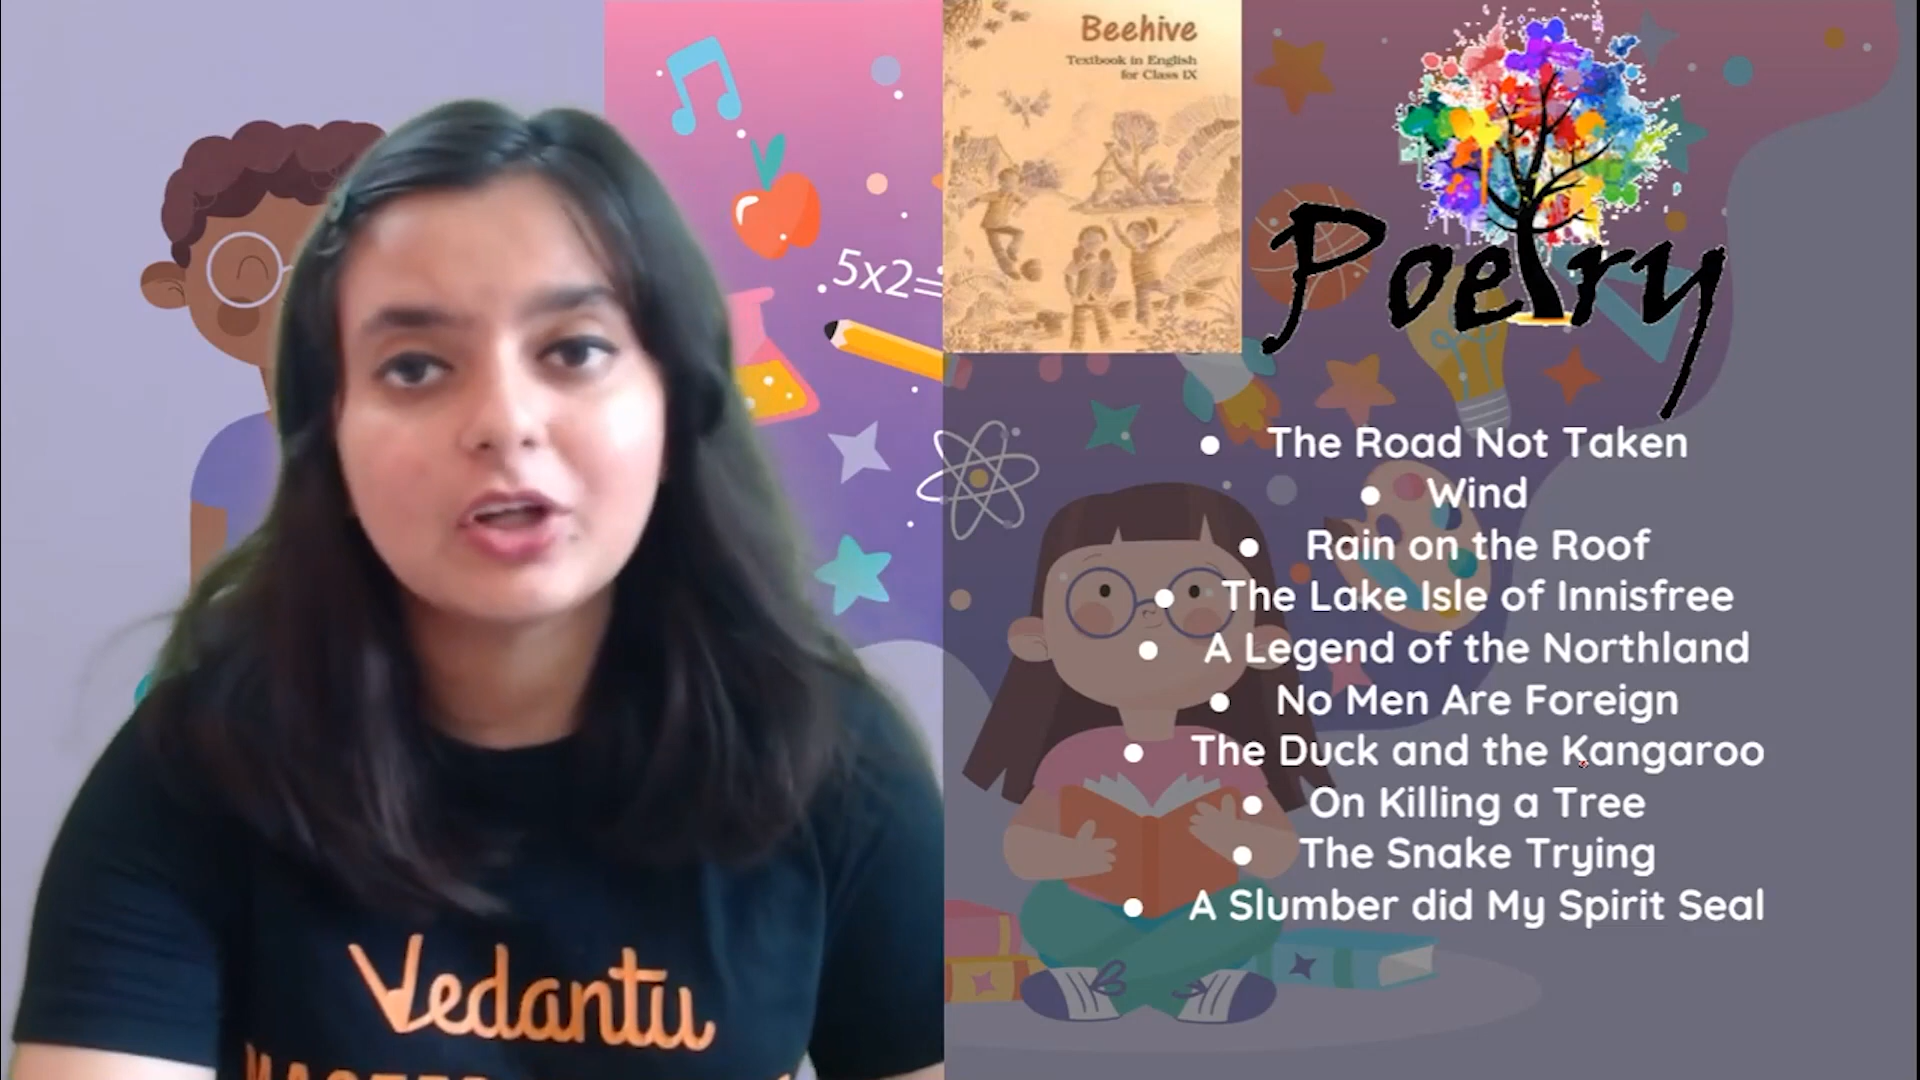 Beehive
Textbook in English
for Class IX
Poetry
5x2=
• The Road Not Taken
• Wind
• Rain on the Roof
• The Lake Isle of Innisfree
• A Legend of the Northland
• No Men Are Foreign
• The Duck and the Kangaroo
• On Killing a Tree
• The Snake Trying
• A Slumber did My Spirit Seal
Vedantu